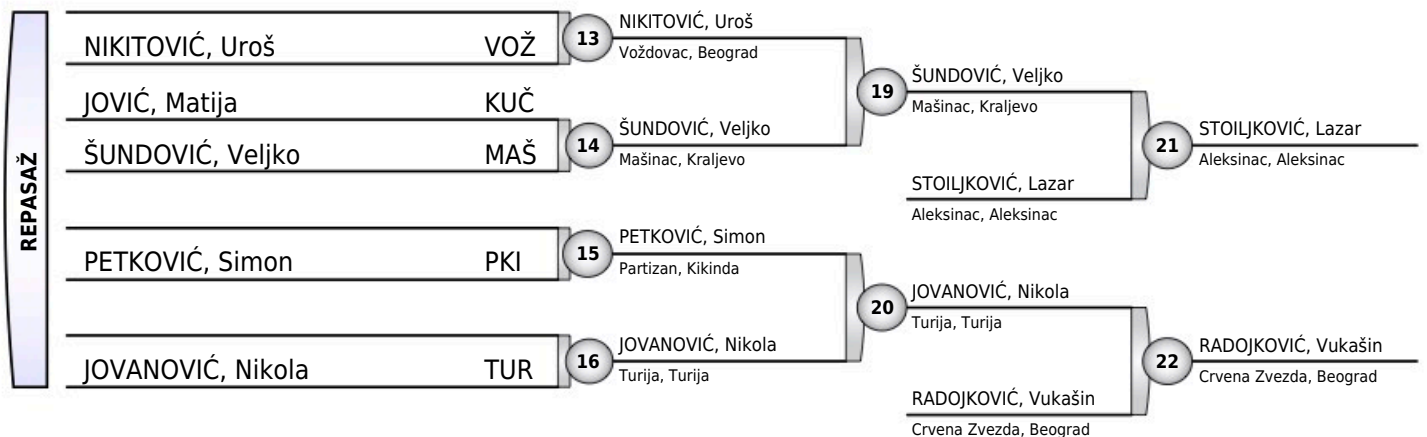 REPASAŽ
NIKITOVIĆ, Uroš VOŽ
JOVIĆ, Matija KUČ
ŠUNDOVIĆ, Veljko MAŠ
PETKOVIĆ, Simon PKI
JOVANOVIĆ, Nikola TUR
13
NIKITOVIĆ, Uroš
Voždovac, Beograd
14
ŠUNDOVIĆ, Veljko
Mašinac, Kraljevo
15
PETKOVIĆ, Simon
Partizan, Kikinda
16
JOVANOVIĆ, Nikola
Turija, Turija
19
ŠUNDOVIĆ, Veljko
Mašinac, Kraljevo
STOILJKOVIĆ, Lazar
Aleksinac, Aleksinac
20
JOVANOVIĆ, Nikola
Turija, Turija
RADOJKOVIĆ, Vukašin
Crvena Zvezda, Beograd
21
STOILJKOVIĆ, Lazar
Aleksinac, Aleksinac
22
RADOJKOVIĆ, Vukašin
Crvena Zvezda, Beograd